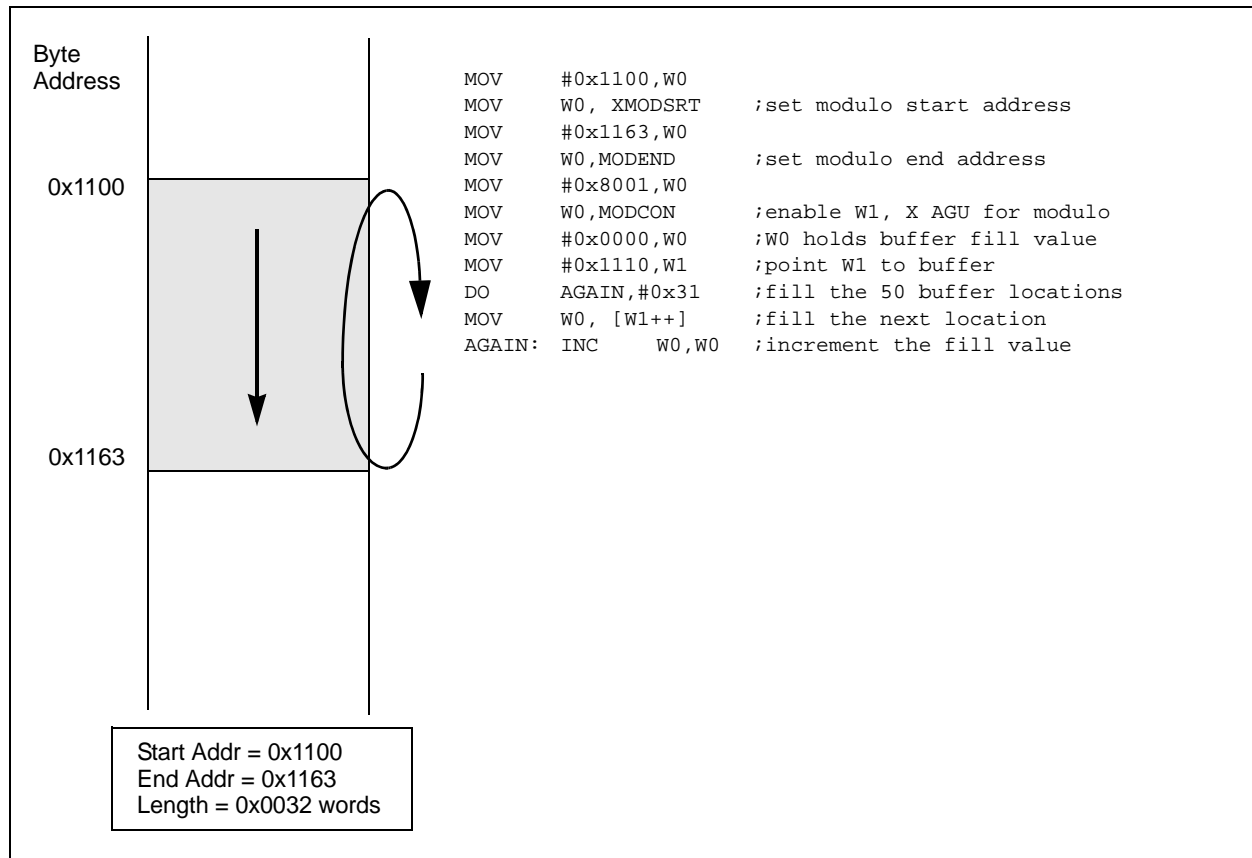 Byte
Address
0x1100
0x1163
MOV #0x1100,W0
MOV W0, XMODSRT ;set modulo start address
MOV #0x1163,W0
MOV W0,MODEND ;set modulo end address
MOV #0x8001,W0
MOV W0,MODCON ;enable W1, X AGU for modulo
MOV #0x0000,W0 ;W0 holds buffer fill value
MOV #0x1110,W1 ;point W1 to buffer
DO AGAIN,#0x31 ;fill the 50 buffer locations
MOV W0, [W1++] ;fill the next location
AGAIN: INC W0,W0 ;increment the fill value
Start Addr = 0x1100
End Addr = 0x1163
Length = 0x0032 words